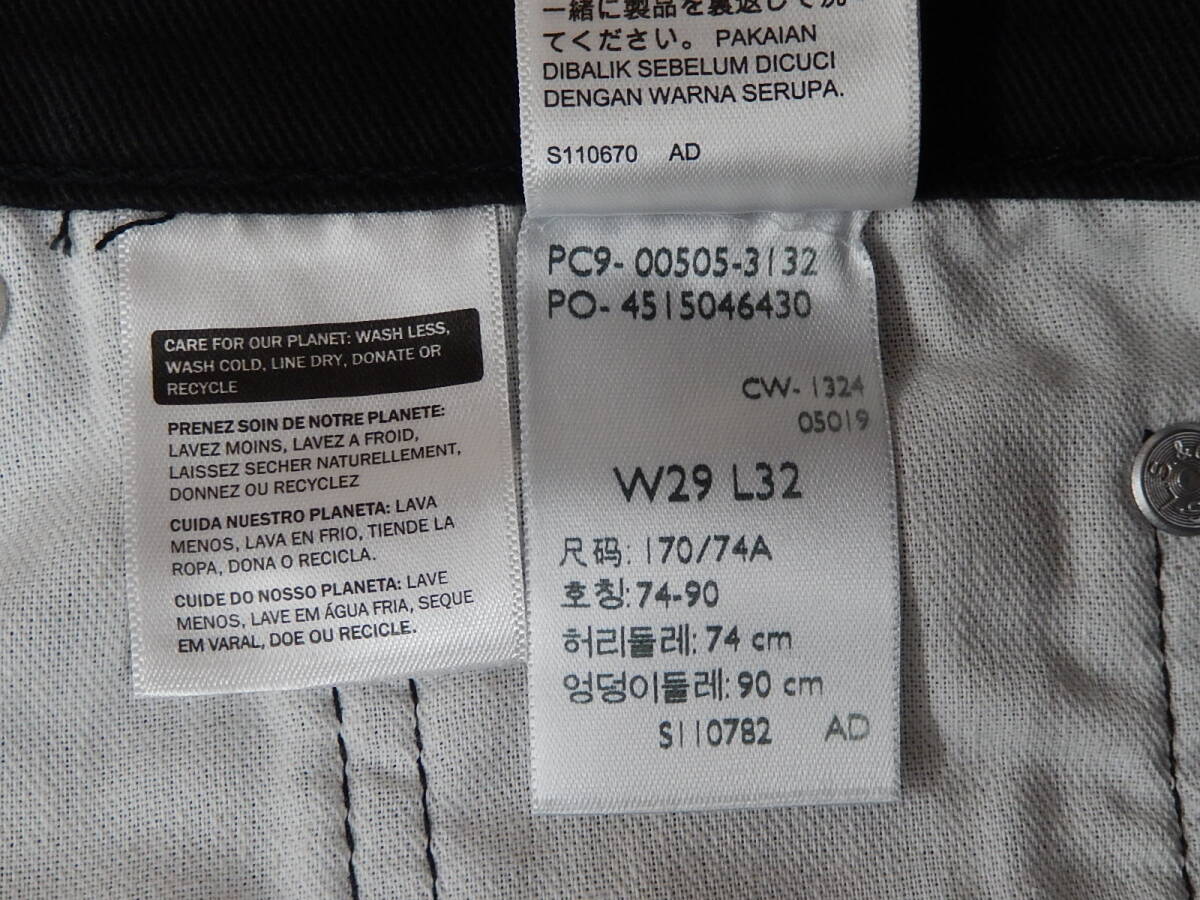 一緒に製品を裏返して洗っ
てください。 PAKAIAN
DIBALIK SEBELUM DICUCI
DENGAN WARNA SERUPA.
S110670 AD
CARE FOR OUR PLANET: WASH LESS,
WASH COLD, LINE DRY, DONATE OR
RECYCLE
PRENEZ SOIN DE NOTRE PLANETE:
LAVEZ MOINS, LAVEZ A FROID,
LAISSEZ SECHER NATURELLEMENT,
DONNEZ OU RECYCLEZ
CUIDA NUESTRO PLANETA: LAVA
MENOS, LAVA EN FRIO, TIENDE LA
ROPA, DONA O RECICLA.
CUIDE DO NOSSO PLANETA: LAVE
MENOS, LAVE EM ÁGUA FRIA, SEQUE
EM VARAL, DOE OU RECICLE.
PC9- 00505-3132
PO- 4515046430
CW- 1324
05019
W29 L32
尺码: 170/74A
호칭: 74-90
허리둘레: 74 cm
엉덩이둘레: 90 cm
S110782 AD